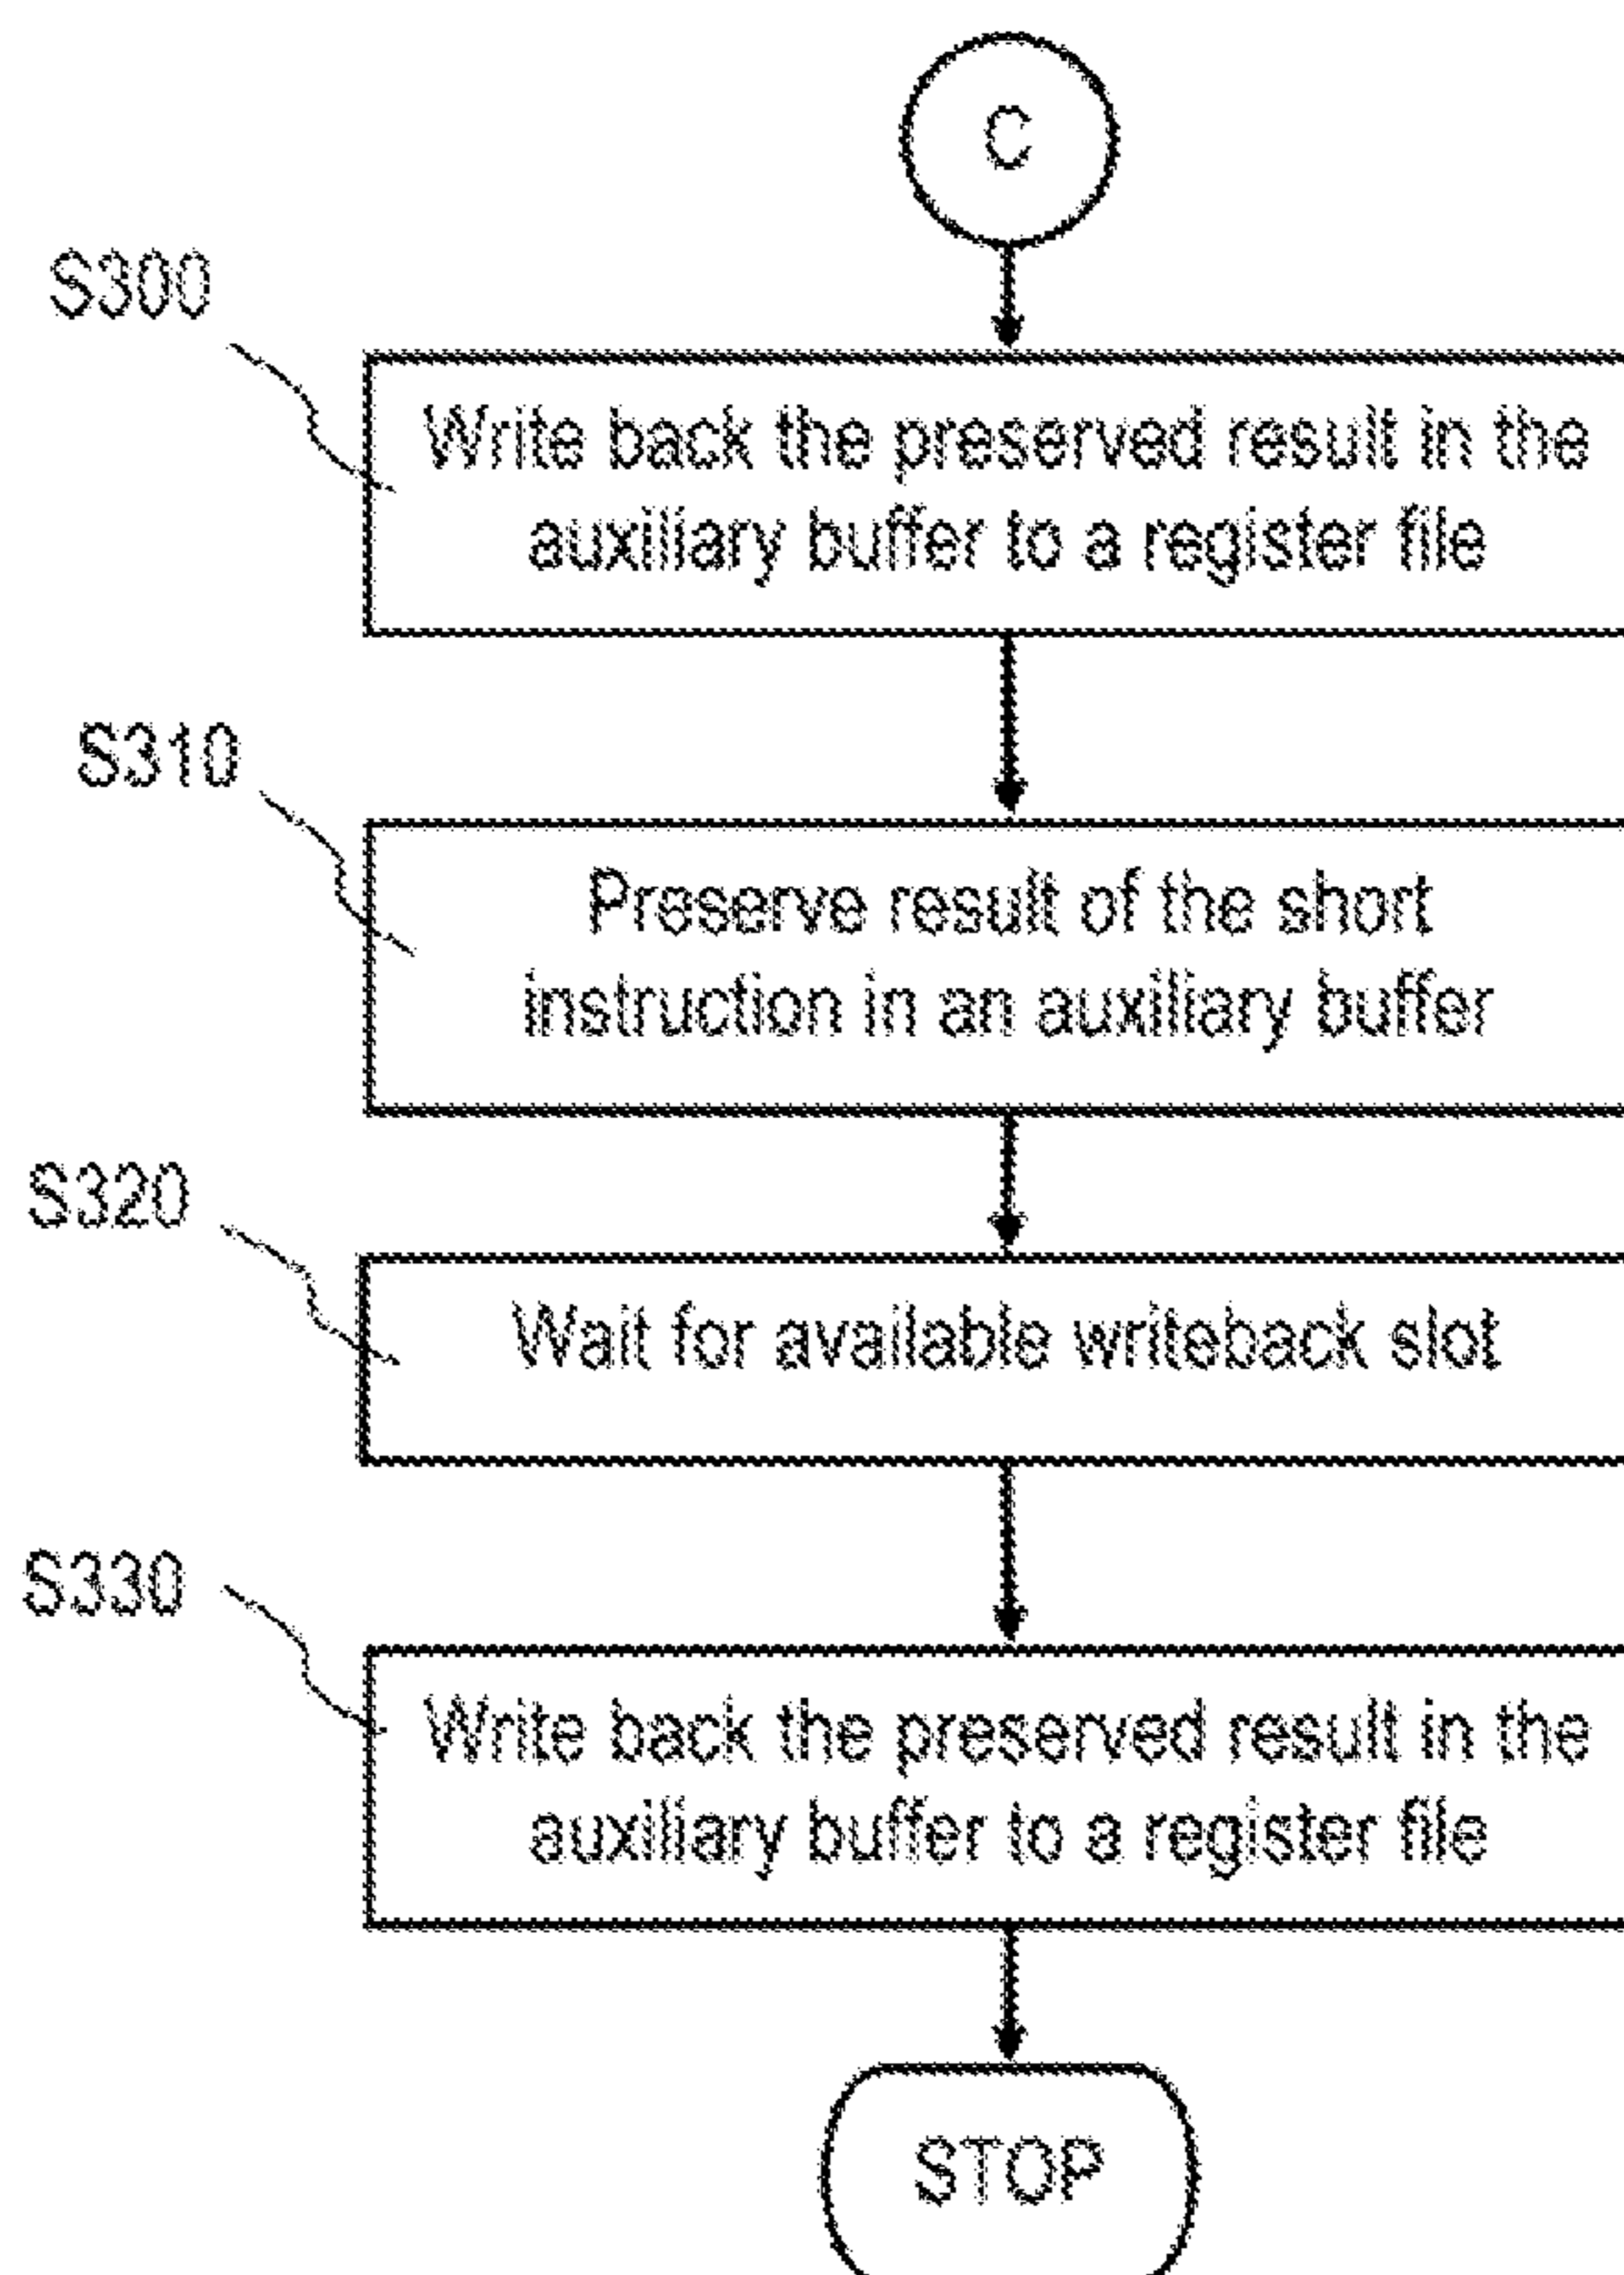 C
S300
Write back the preserved result in the
auxiliary buffer to a register file
S310
Preserve result of the short
instruction in an auxiliary buffer
S320
Wait for available writeback slot
S330
Write back the preserved result in the
auxiliary buffer to a register file
STOP